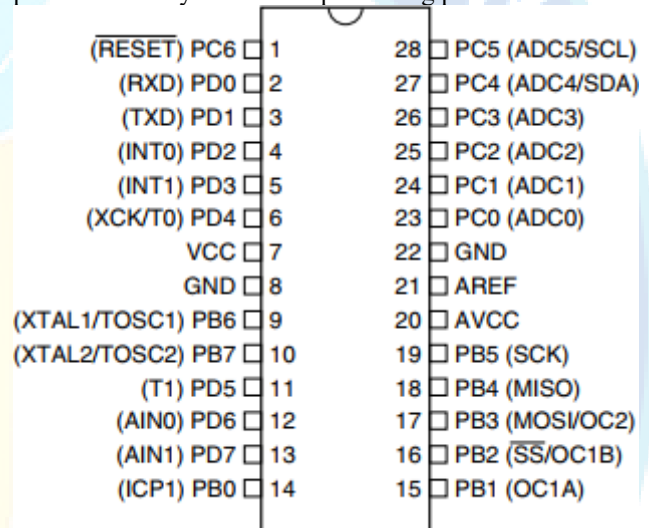 (RESET) PC6 1 28 PC5 (ADC5/SCL)
(RXD) PD0 2 27 PC4 (ADC4/SDA)
(TXD) PD1 3 26 PC3 (ADC3)
(INT0) PD2 4 25 PC2 (ADC2)
(INT1) PD3 5 24 PC1 (ADC1)
(XCK/T0) PD4 6 23 PC0 (ADC0)
VCC 7 22 GND
GND 8 21 AREF
(XTAL1/TOSC1) PB6 9 20 AVCC
(XTAL2/TOSC2) PB7 10 19 PB5 (SCK)
(T1) PD5 11 18 PB4 (MISO)
(AIN0) PD6 12 17 PB3 (MOSI/OC2)
(AIN1) PD7 13 16 PB2 (SS/OC1B)
(ICP1) PB0 14 15 PB1 (OC1A)